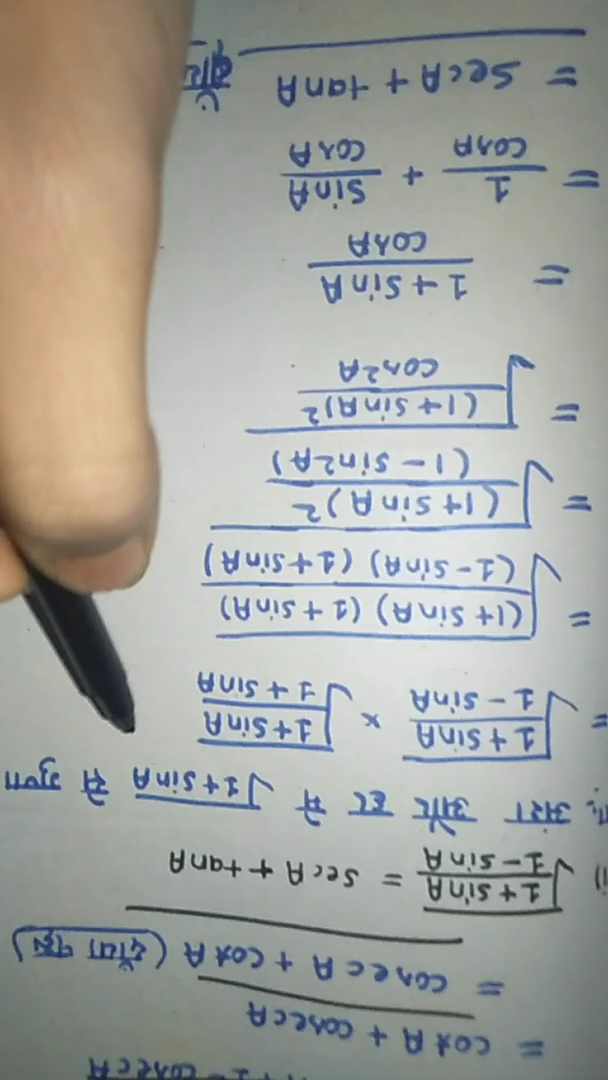 = cotA + cosecA
= cosecA + cotA (दायाँ पक्ष)
i) √(1+sinA)/(1-sinA) = secA + tanA
अंश और हर में √1+sinA से गुणा
= √(1+sinA)/(1-sinA) × √(1+sinA)/(1+sinA)
= √(1+sinA)(1+sinA)/(1-sinA)(1+sinA)
= √(1+sinA)²/(1-sin2A)
= √(1+sinA)²/cos2A
= 1+sinA/cosA
= 1/cosA + sinA/cosA
= secA + tanA